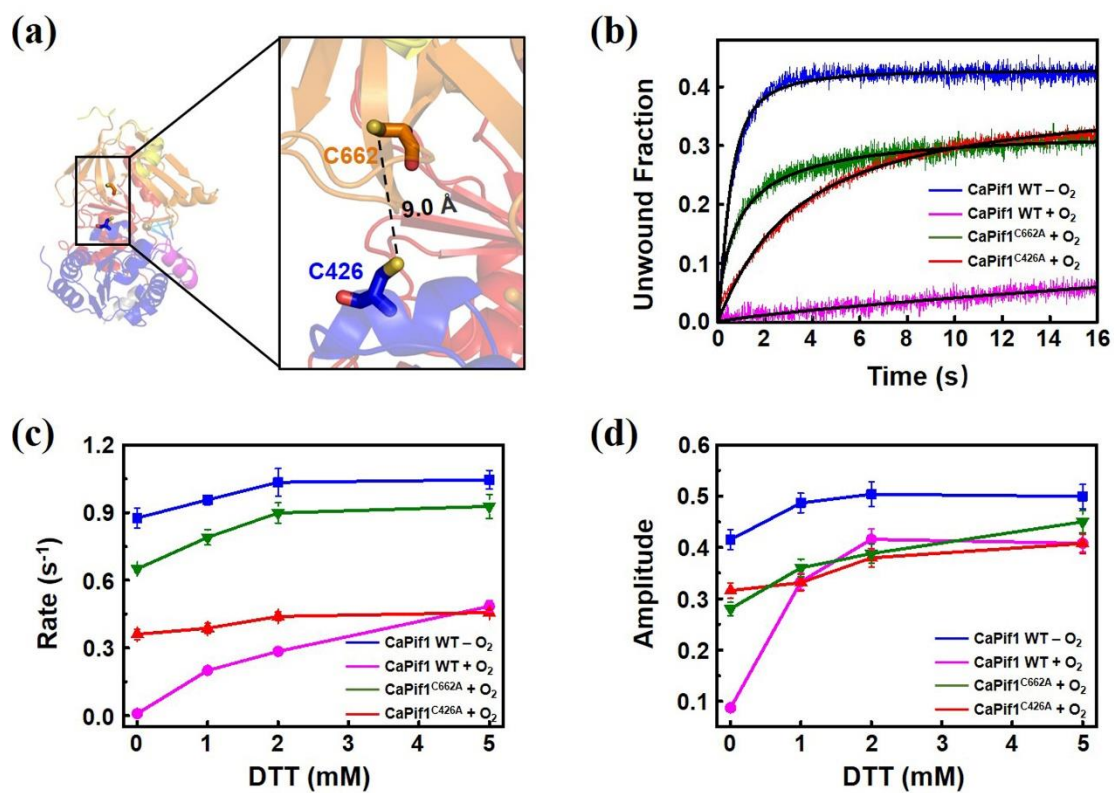 (a)
C662
9.0 Å
C426
(b)
Unwound Fraction
0.4
0.3
0.2
0.1
0.0
0 2 4 6 8 10 12 14 16
Time (s)
CaPif1 WT – O₂
CaPif1 WT + O₂
CaPif1ᶜ⁶⁶²ᴬ + O₂
CaPif1ᶜ⁴²⁶ᴬ + O₂
(c)
Rate (s⁻¹)
1.2
0.9
0.6
0.3
0.0
0 1 2 3 4 5
DTT (mM)
CaPif1 WT – O₂
CaPif1 WT + O₂
CaPif1ᶜ⁶⁶²ᴬ + O₂
CaPif1ᶜ⁴²⁶ᴬ + O₂
(d)
Amplitude
0.6
0.5
0.4
0.3
0.2
0.1
0 1 2 3 4 5
DTT (mM)
CaPif1 WT – O₂
CaPif1 WT + O₂
CaPif1ᶜ⁶⁶²ᴬ + O₂
CaPif1ᶜ⁴²⁶ᴬ + O₂